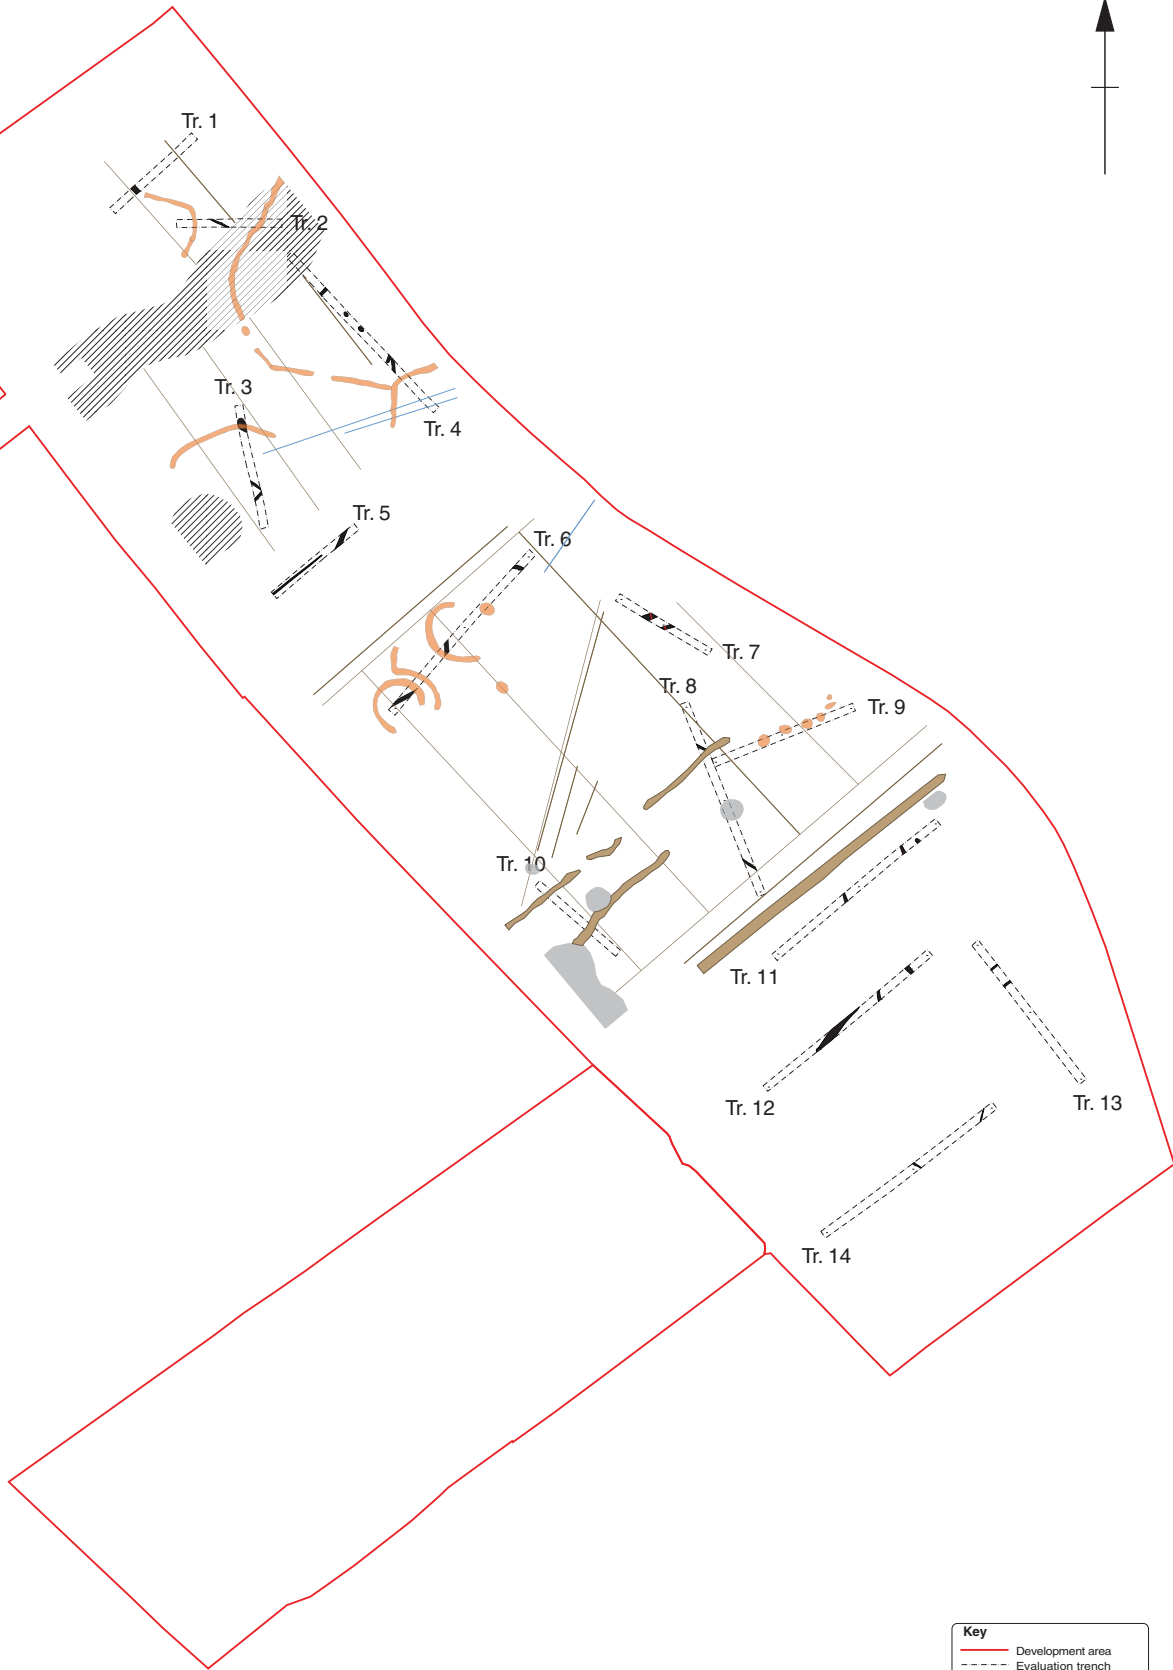 Tr. 1
Tr. 2
Tr. 3
Tr. 4
Tr. 5
Tr. 6
Tr. 7
Tr. 8
Tr. 9
Tr. 10
Tr. 11
Tr. 12
Tr. 13
Tr. 14
Key
Development area
Evaluation trench